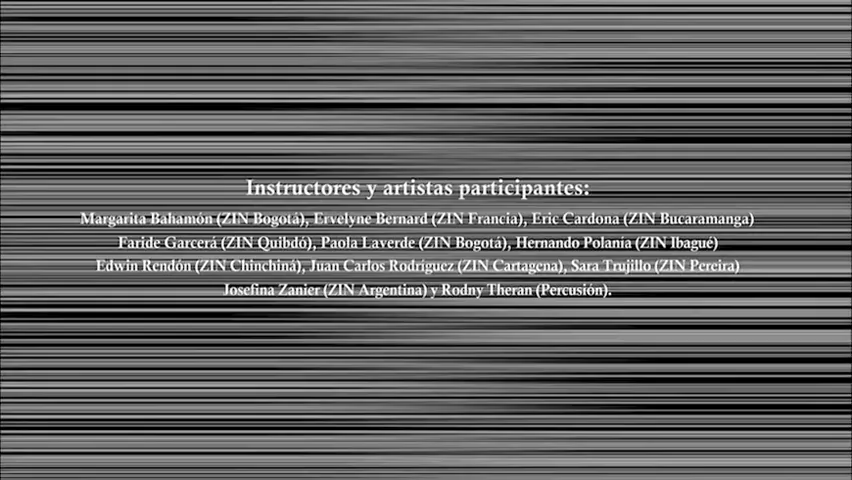 Instructores y artistas participantes:
Margarita Bahamón (ZIN Bogotá), Ervelyne Bernard (ZIN Francia), Eric Cardona (ZIN Bucaramanga)
Faride Garcerá (ZIN Quibdó), Paola Laverde (ZIN Bogotá), Hernando Polanía (ZIN Ibagué)
Edwin Rendón (ZIN Chinchiná), Juan Carlos Rodríguez (ZIN Cartagena), Sara Trujillo (ZIN Pereira)
Josefina Zanier (ZIN Argentina) y Rodny Theran (Percusión).